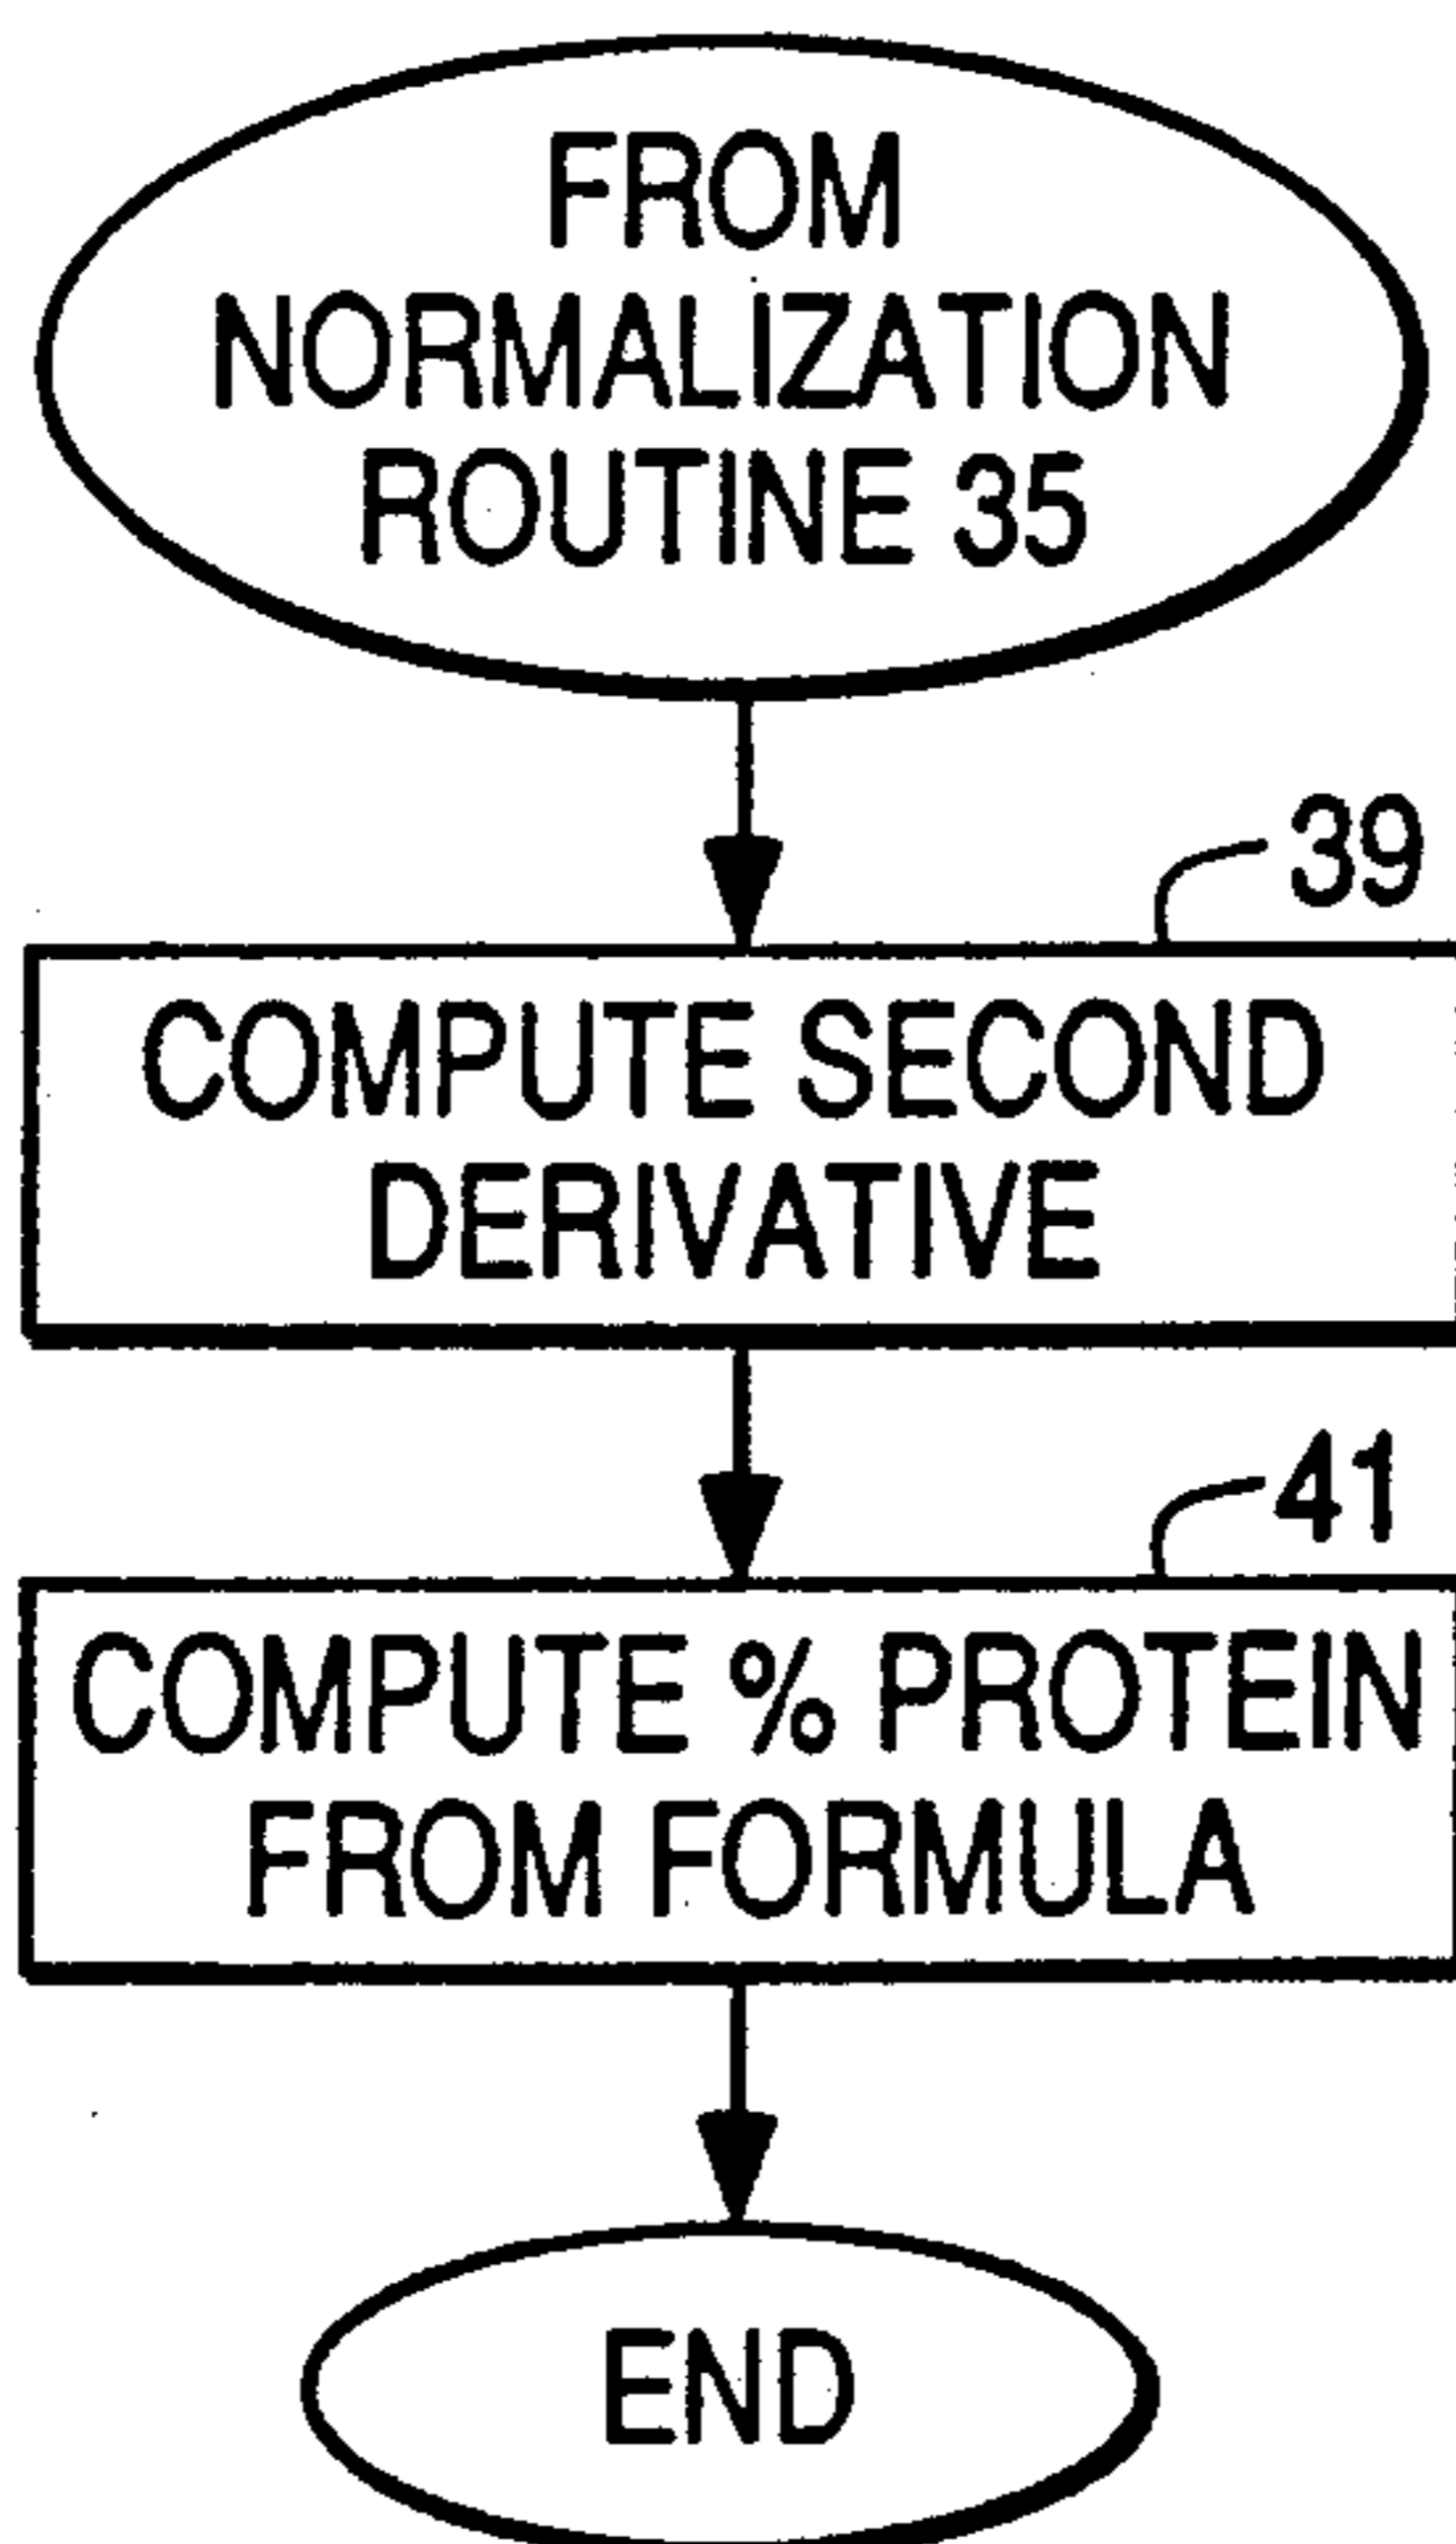 FROM
NORMALIZATION
ROUTINE 35
39
COMPUTE SECOND
DERIVATIVE
41
COMPUTE % PROTEIN
FROM FORMULA
END